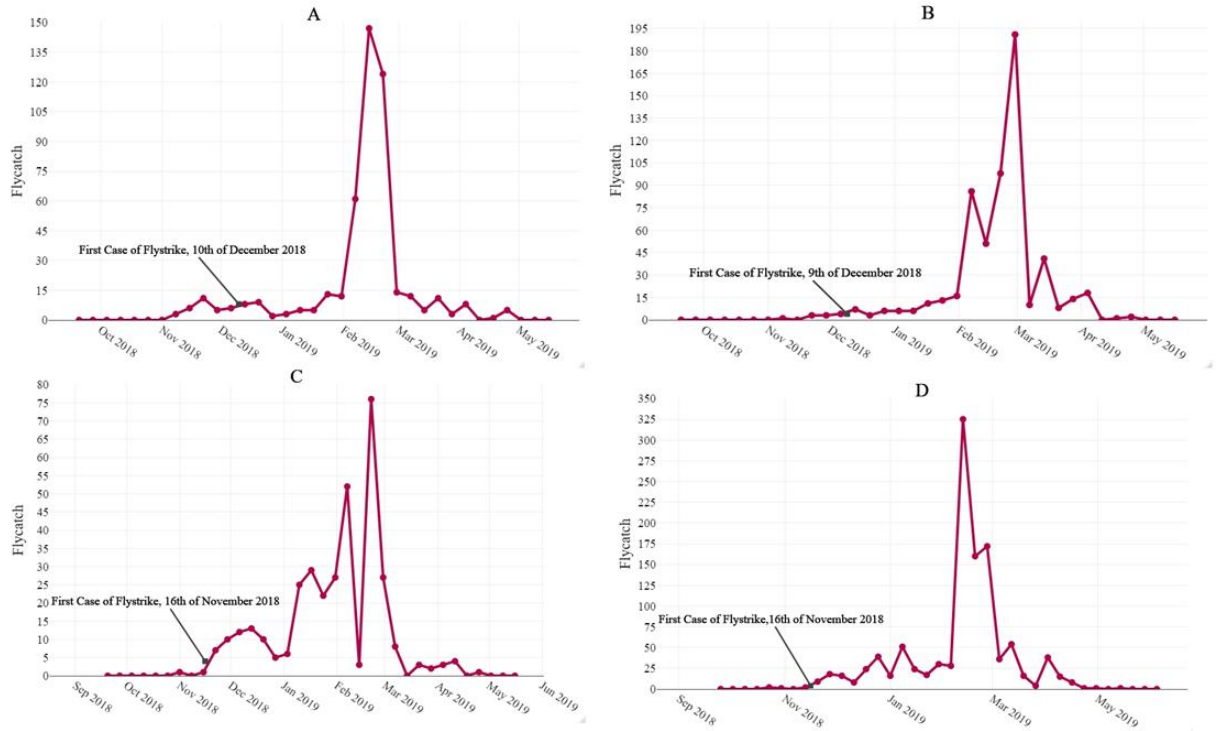 A
150
135
120
105
90
75
60
45
30
15
0
Flycatch
First Case of Flystrike, 10th of December 2018
Oct 2018
Nov 2018
Dec 2018
Jan 2019
Feb 2019
Mar 2019
Apr 2019
May 2019
B
195
180
165
150
135
120
105
90
75
60
45
30
15
0
Flycatch
First Case of Flystrike, 9th of December 2018
Oct 2018
Nov 2018
Dec 2018
Jan 2019
Feb 2019
Mar 2019
Apr 2019
May 2019
C
80
75
70
65
60
55
50
45
40
35
30
25
20
15
10
5
0
Flycatch
First Case of Flystrike, 16th of November 2018
Sep 2018
Oct 2018
Nov 2018
Dec 2018
Jan 2019
Feb 2019
Mar 2019
Apr 2019
May 2019
Jun 2019
D
350
325
300
275
250
225
200
175
150
125
100
75
50
25
0
Flycatch
First Case of Flystrike,16th of November 2018
Sep 2018
Nov 2018
Jan 2019
Mar 2019
May 2019